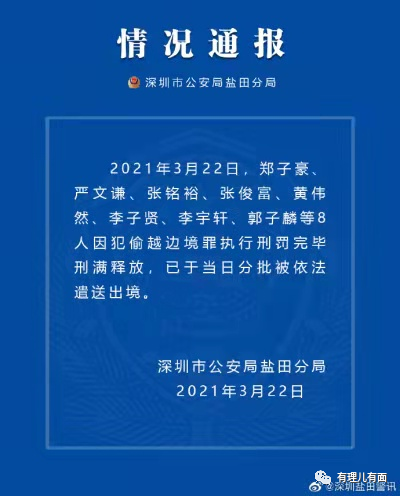 情况通报
深圳市公安局盐田分局
2021年3月22日，郑子豪、
严文谦、张铭裕、张俊富、黄伟
然、李子贤、李宇轩、郭子麟等8
人因犯偷越边境罪执行刑罚完毕
刑满释放，已于当日分批被依法
遣送出境。
深圳市公安局盐田分局
2021年3月22日
有理儿有面
@深圳盐田警讯